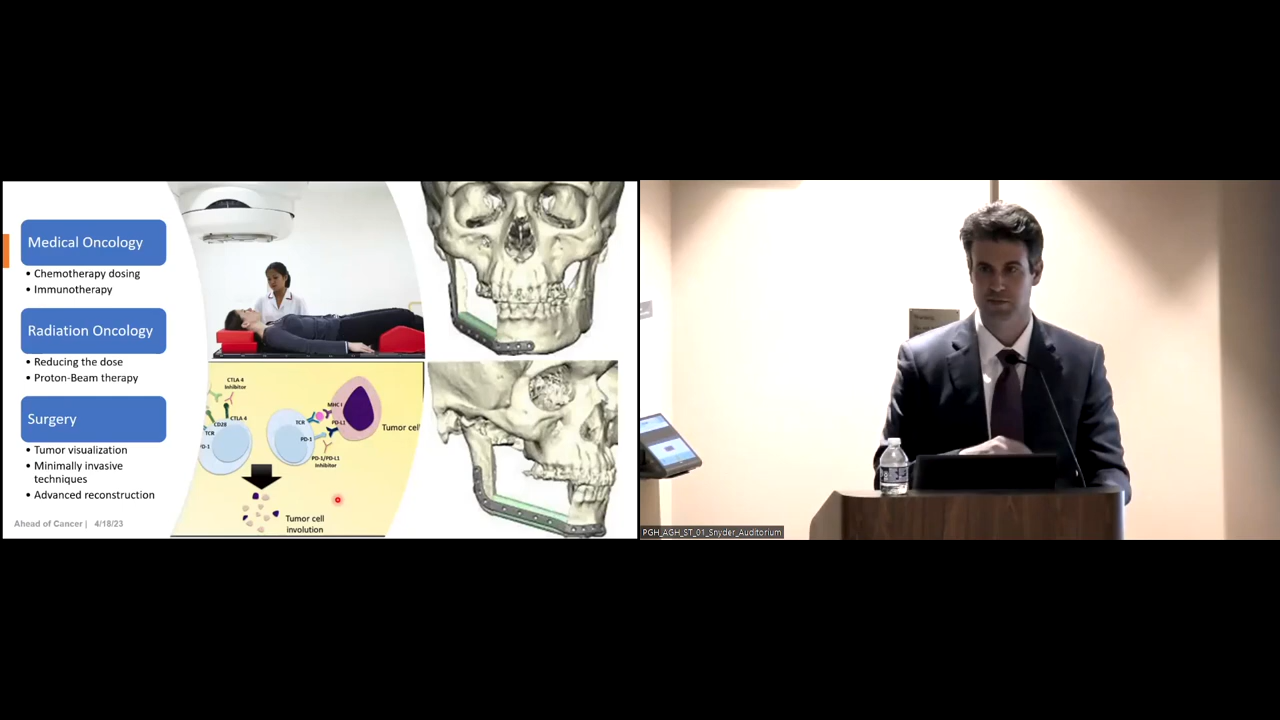 Medical Oncology
• Chemotherapy dosing
• Immunotherapy
Radiation Oncology
• Reducing the dose
• Proton-Beam therapy
Surgery
• Tumor visualization
• Minimally invasive
techniques
• Advanced reconstruction
Ahead of Cancer | 4/18/23
CTLA 4
Inhibitor
CTLA 4
CD28
TCR
PD-1
MHC I
TCR
PD-L1
PD-1
PD-1/PD-L1
Inhibitor
Tumor cel
Tumor cell
involution
PGH_AGH_ST_01_Snyder_Auditorium